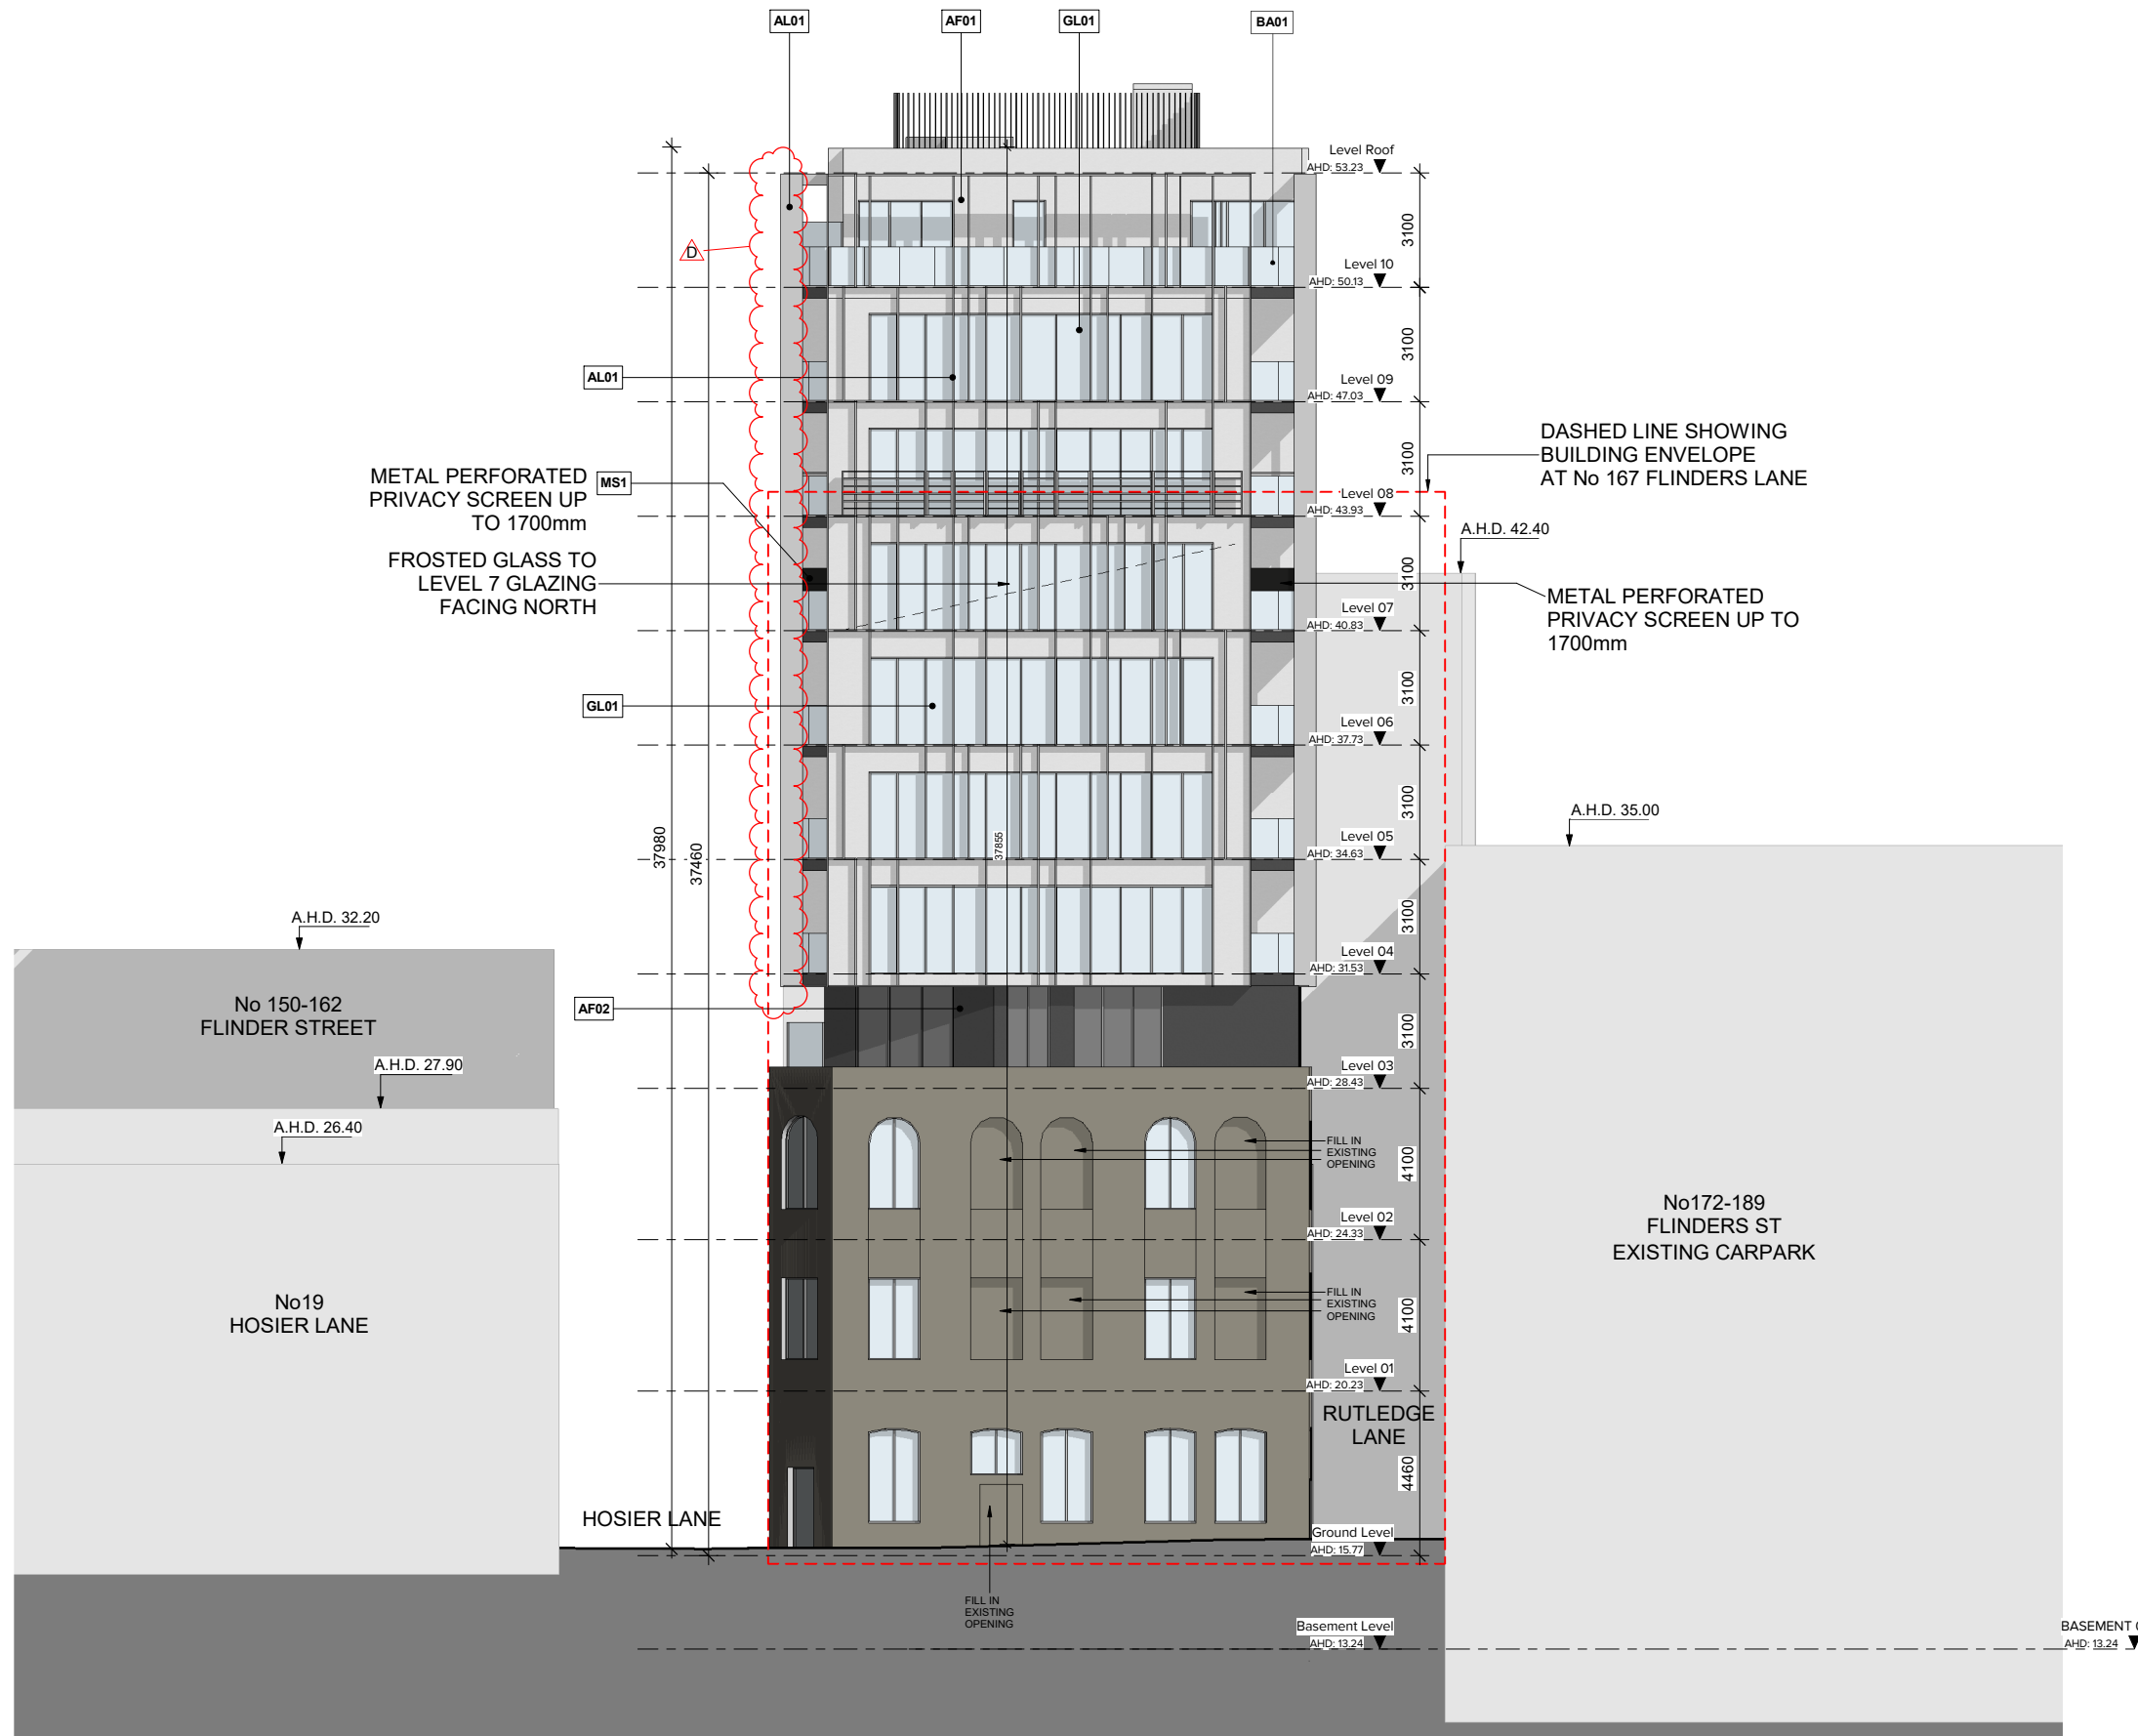 AL01
AF01
GL01
BA01
Level Roof
AHD: 53.23
3100
D
Level 10
AHD: 50.13
3100
AL01
Level 09
AHD: 47.03
3100
DASHED LINE SHOWING
BUILDING ENVELOPE
AT No 167 FLINDERS LANE
METAL PERFORATED
PRIVACY SCREEN UP
TO 1700mm
MS1
Level 08
AHD: 43.93
A.H.D. 42.40
3100
FROSTED GLASS TO
LEVEL 7 GLAZING
FACING NORTH
METAL PERFORATED
PRIVACY SCREEN UP TO
1700mm
Level 07
AHD: 40.83
3100
GL01
Level 06
AHD: 37.73
3100
A.H.D. 35.00
37980
37460
37855
Level 05
AHD: 34.63
3100
A.H.D. 32.20
Level 04
AHD: 31.53
No 150-162
FLINDER STREET
AF02
3100
A.H.D. 27.90
Level 03
AHD: 28.43
A.H.D. 26.40
FILL IN
EXISTING
OPENING
4100
No172-189
FLINDERS ST
EXISTING CARPARK
Level 02
AHD: 24.33
No19
HOSIER LANE
FILL IN
EXISTING
OPENING
4100
Level 01
AHD: 20.23
RUTLEDGE
LANE
4460
HOSIER LANE
Ground Level
AHD: 15.77
FILL IN
EXISTING
OPENING
Basement Level
AHD: 13.24
BASEMENT
AHD: 13.24